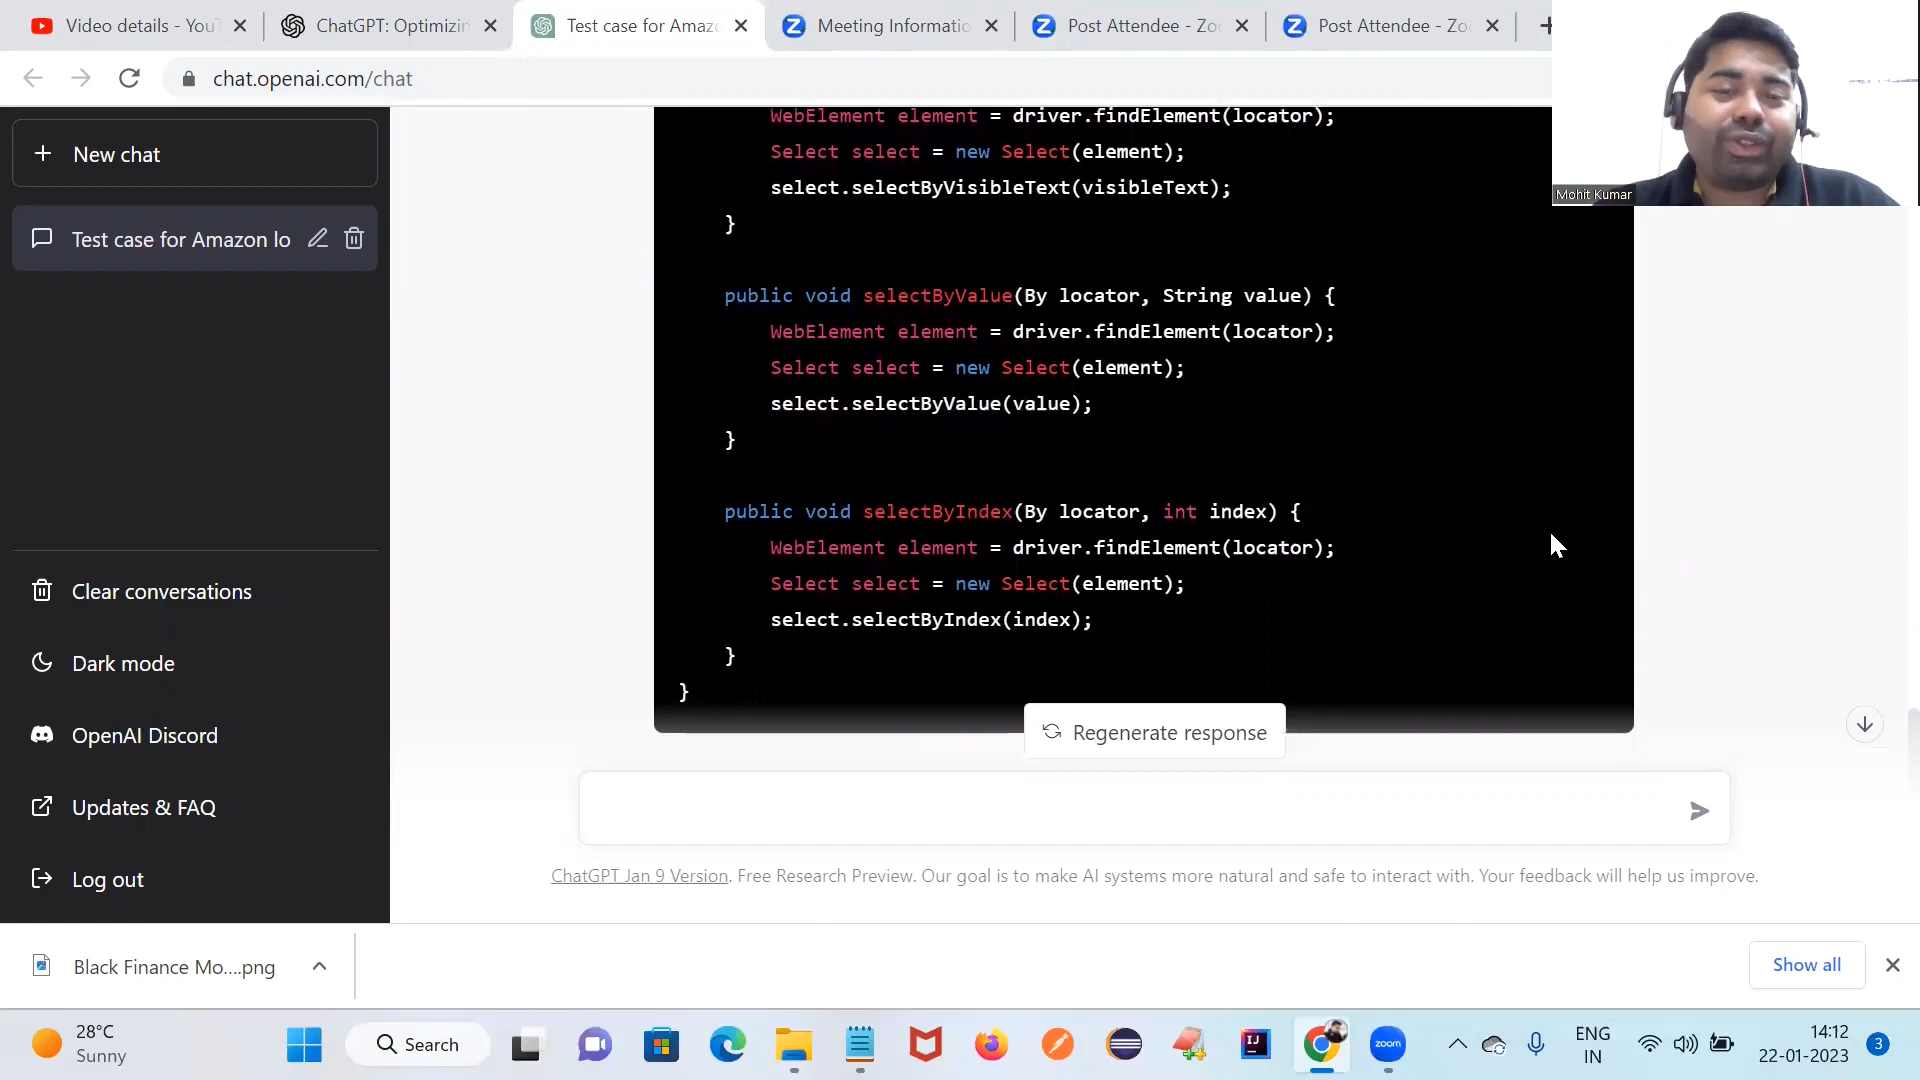 Video details - YouT
ChatGPT: Optimizin
Test case for Amazo
Meeting Informatio
Post Attendee - Zoo
Post Attendee - Zoo
chat.openai.com/chat
Mohit Kumar
New chat
Test case for Amazon lo
Clear conversations
Dark mode
OpenAI Discord
Updates & FAQ
Log out
WebElement element = driver.findElement(locator);
Select select = new Select(element);
select.selectByVisibleText(visibleText);
}
public void selectByValue(By locator, String value) {
WebElement element = driver.findElement(locator);
Select select = new Select(element);
select.selectByValue(value);
}
public void selectByIndex(By locator, int index) {
WebElement element = driver.findElement(locator);
Select select = new Select(element);
select.selectByIndex(index);
}
}
Regenerate response
ChatGPT Jan 9 Version. Free Research Preview. Our goal is to make AI systems more natural and safe to interact with. Your feedback will help us improve.
Black Finance Mo....png
Show all
28°C
Sunny
Search
IJ
zoom
ENG
IN
14:12
22-01-2023
3